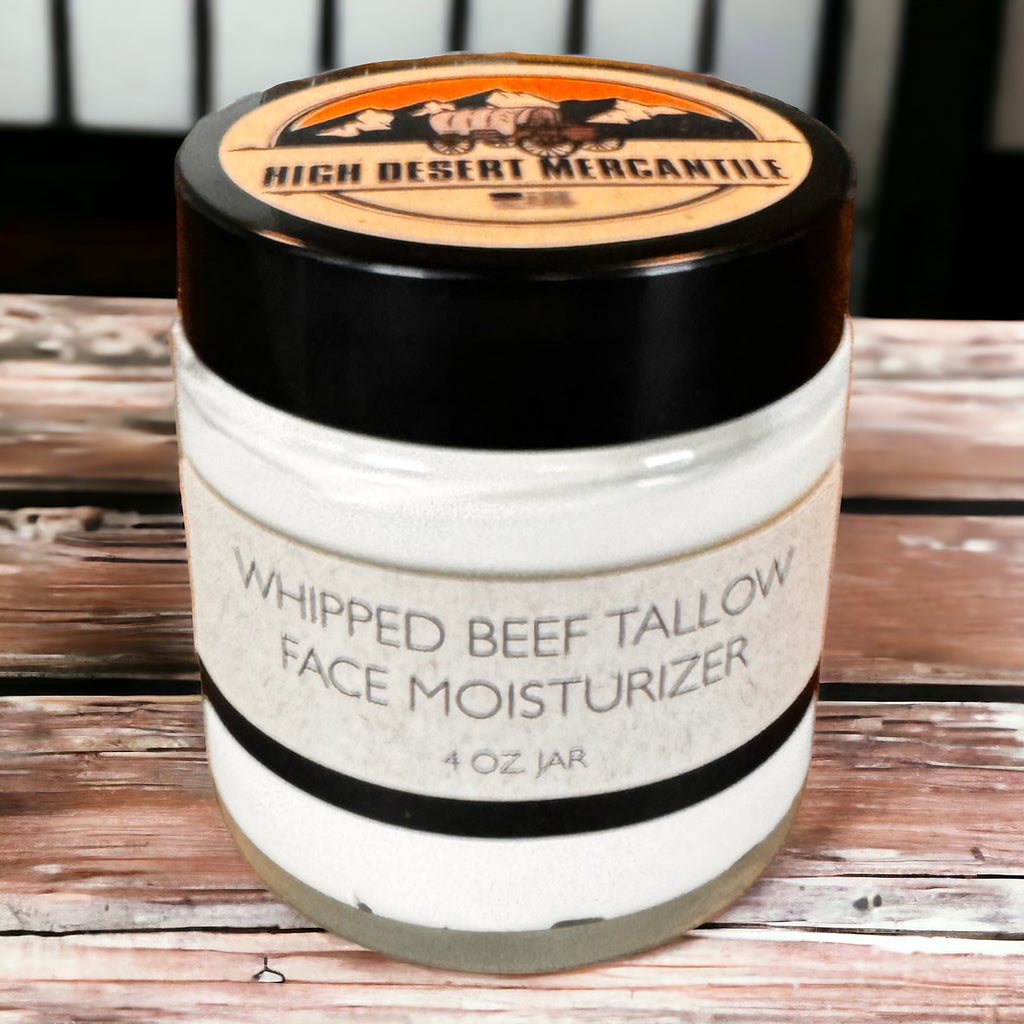 HIGH DESERT MERCANTILE
WHIPPED BEEF TALLOW
FACE MOISTURIZER
4 OZ JAR